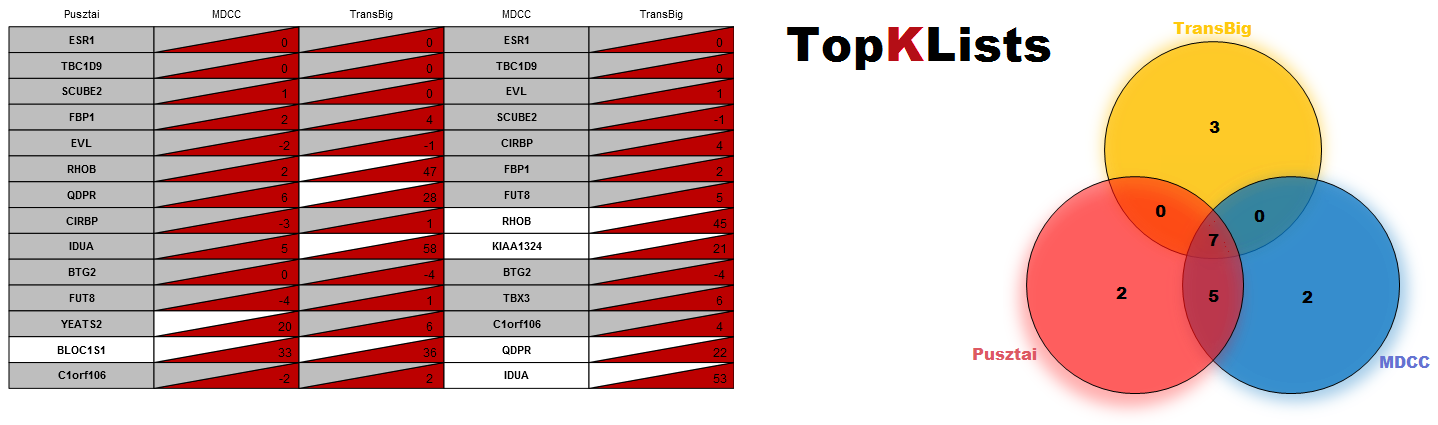 Pusztai MDCC TransBig MDCC TransBig
ESR1 0 0 ESR1 0
TBC1D9 0 0 TBC1D9 0
SCUBE2 1 0 EVL 1
FBP1 2 4 SCUBE2 -1
EVL -2 -1 CIRBP 4
RHOB 2 47 FBP1 2
QDPR 6 28 FUT8 5
CIRBP -3 1 RHOB 45
IDUA 5 58 KIAA1324 21
BTG2 0 -4 BTG2 -4
FUT8 -4 1 TBX3 6
YEATS2 20 6 C1orf106 4
BLOC1S1 33 36 QDPR 22
C1orf106 -2 2 IDUA 53
TopKLists
TransBig
3
0 0
7
2 5 2
Pusztai
MDCC